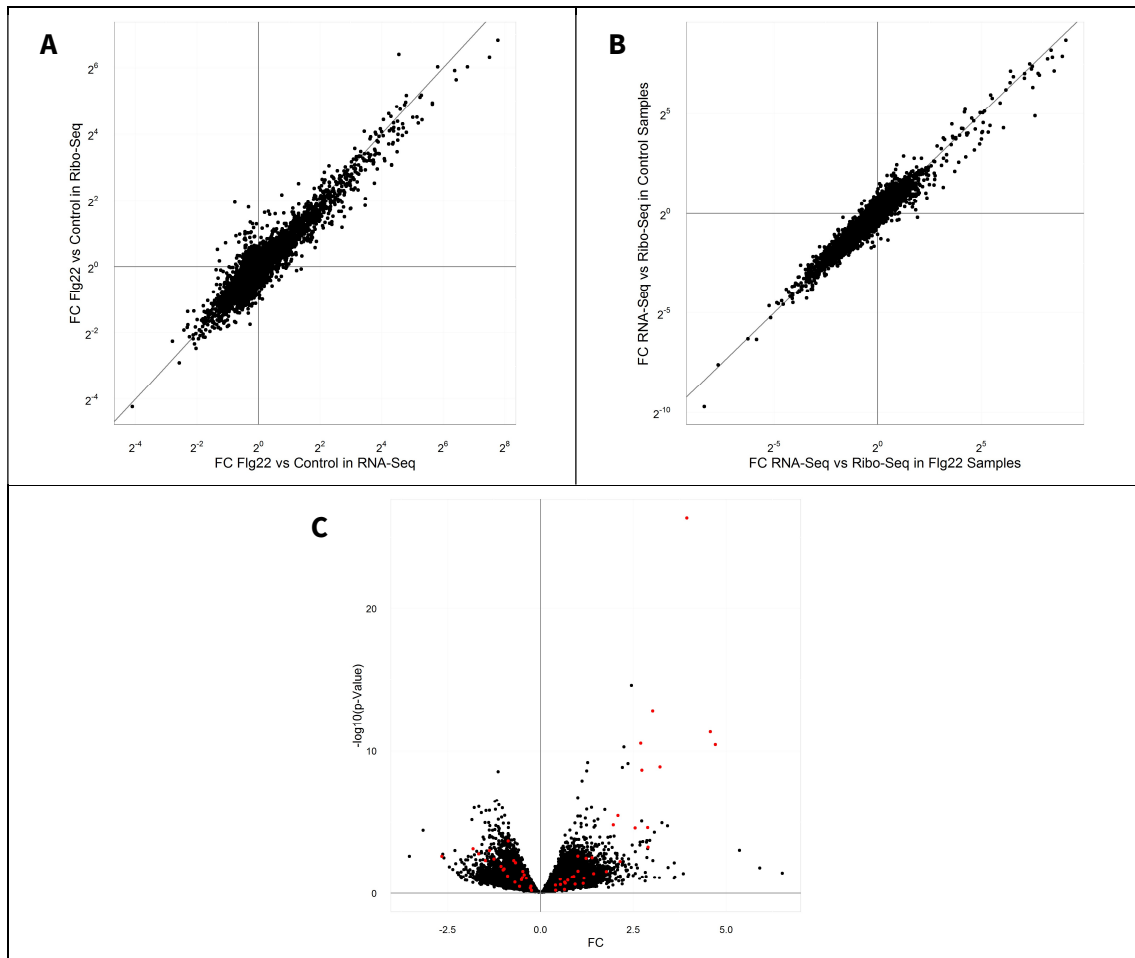 A
FC Flg22 vs Control in Ribo-Seq
2^6
2^4
2^2
2^0
2^-2
2^-4
2^-4 2^-2 2^0 2^2 2^4 2^6 2^8
FC Flg22 vs Control in RNA-Seq
B
FC RNA-Seq vs Ribo-Seq in Control Samples
2^5
2^0
2^-5
2^-10
2^-5 2^0 2^5
FC RNA-Seq vs Ribo-Seq in Flg22 Samples
C
-log10(p-Value)
20
10
0
-2.5 0.0 2.5 5.0
FC